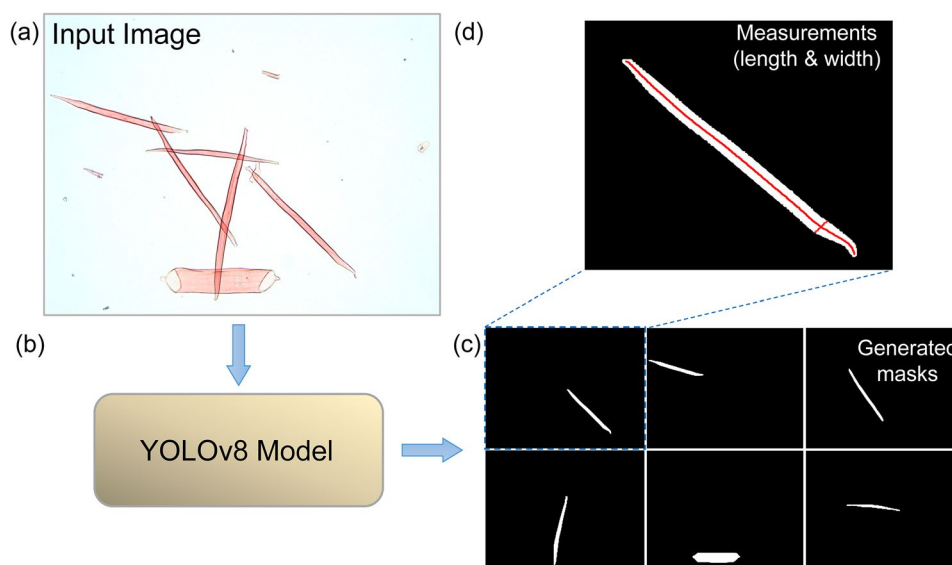 (a) Input Image
(d) Measurements
(length & width)
(b)
YOLOv8 Model
(c) Generated
masks